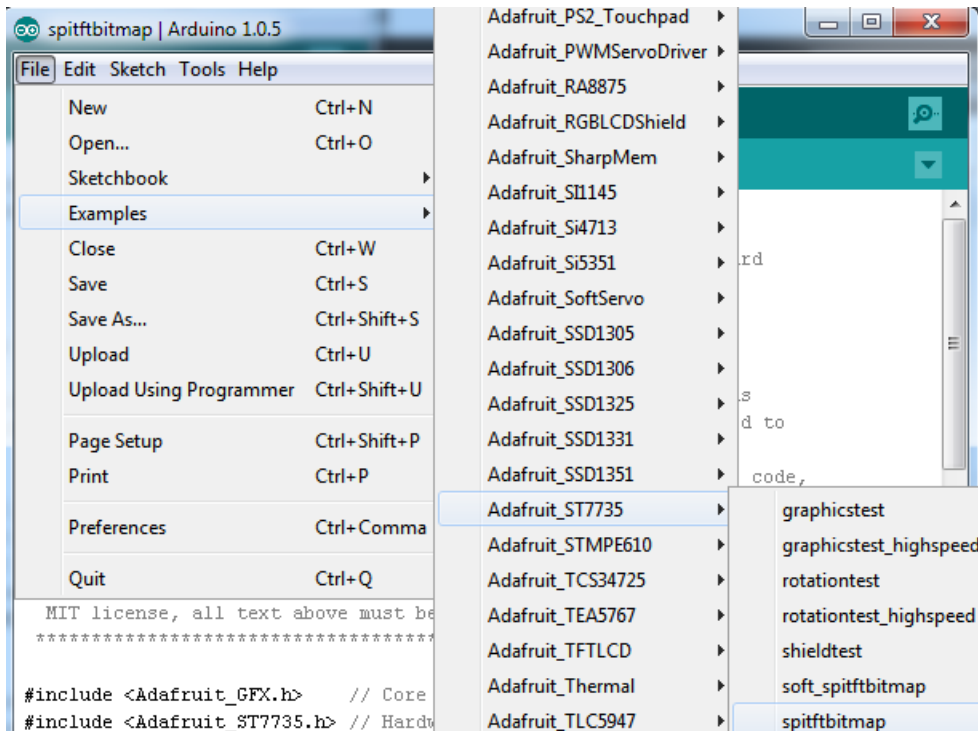 spitftbitmap | Arduino 1.0.5
File Edit Sketch Tools Help
New Ctrl+N
Open... Ctrl+O
Sketchbook
Examples
Close Ctrl+W
Save Ctrl+S
Save As... Ctrl+Shift+S
Upload Ctrl+U
Upload Using Programmer Ctrl+Shift+U
Page Setup Ctrl+Shift+P
Print Ctrl+P
Preferences Ctrl+Comma
Quit Ctrl+Q
Adafruit_PS2_Touchpad
Adafruit_PWMServoDriver
Adafruit_RA8875
Adafruit_RGBLCDShield
Adafruit_SharpMem
Adafruit_SI1145
Adafruit_Si4713
Adafruit_Si5351
Adafruit_SoftServo
Adafruit_SSD1305
Adafruit_SSD1306
Adafruit_SSD1325
Adafruit_SSD1331
Adafruit_SSD1351
Adafruit_ST7735
Adafruit_STMPE610
Adafruit_TCS34725
Adafruit_TEA5767
Adafruit_TFTLCD
Adafruit_Thermal
Adafruit_TLC5947
graphicstest
graphicstest_highspeed
rotationtest
rotationtest_highspeed
shieldtest
soft_spitftbitmap
spitftbitmap
rd
s
d to
code,
MIT license, all text above must be
************************************
#include <Adafruit_GFX.h> // Core
#include <Adafruit_ST7735.h> // Hardw